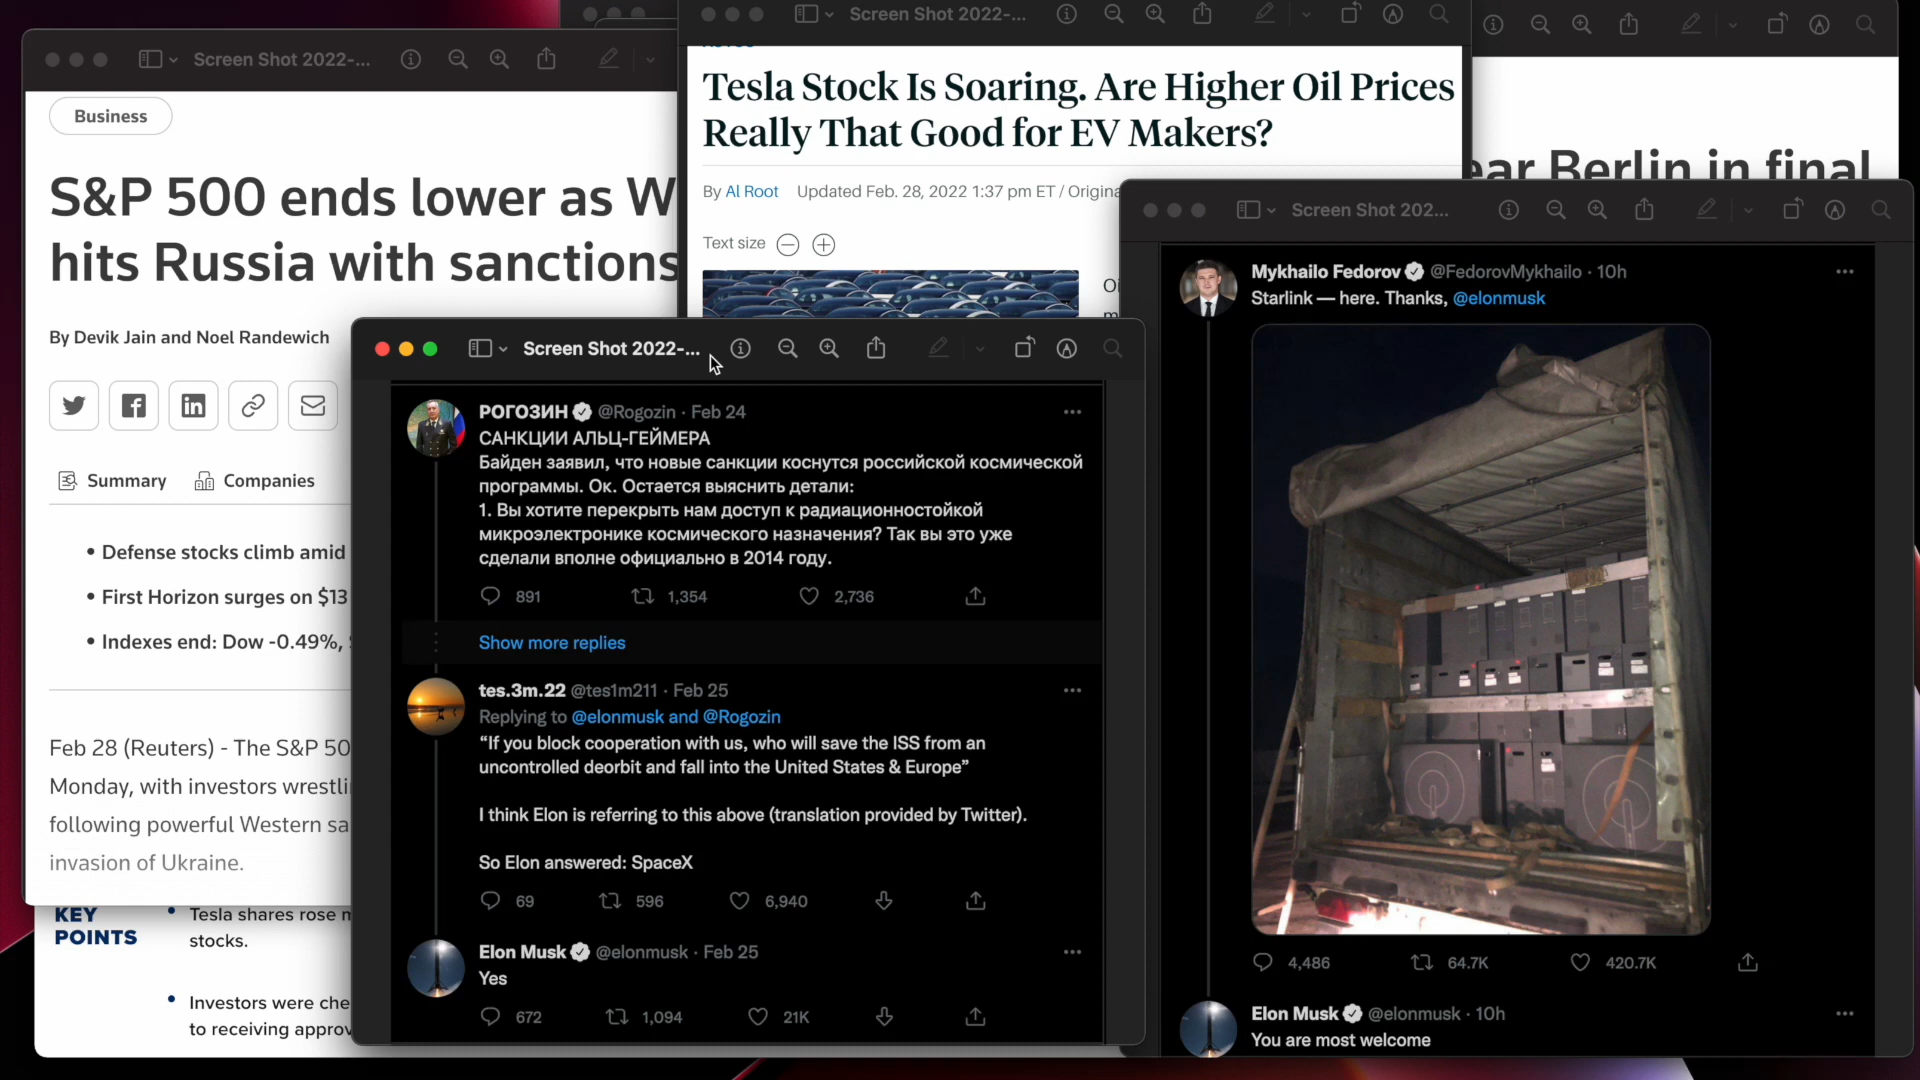 Screen Shot 2022-...
Business
S&P 500 ends lower as W
hits Russia with sanctions
By Devik Jain and Noel Randewich
Summary
Companies
• Defense stocks climb amid
• First Horizon surges on $13
• Indexes end: Dow -0.49%,
Feb 28 (Reuters) - The S&P 50
Monday, with investors wrestli
following powerful Western sa
invasion of Ukraine.
KEY
POINTS
• Tesla shares rose
stocks.
• Investors were che
to receiving approv
Screen Shot 2022-...
Tesla Stock Is Soaring. Are Higher Oil Prices
Really That Good for EV Makers?
By Al Root Updated Feb. 28, 2022 1:37 pm ET / Origina
Text size
ear Berlin in final
Screen Shot 2022-...
РОГОЗИН @Rogozin · Feb 24
САНКЦИИ АЛЬЦ-ГЕЙМЕРА
Байден заявил, что новые санкции коснутся российской космической
программы. Ок. Остается выяснить детали:
1. Вы хотите перекрыть нам доступ к радиационностойкой
микроэлектронике космического назначения? Так вы это уже
сделали вполне официально в 2014 году.
891 1,354 2,736
Show more replies
tes.3m.22 @tes1m211 · Feb 25
Replying to @elonmusk and @Rogozin
“If you block cooperation with us, who will save the ISS from an
uncontrolled deorbit and fall into the United States & Europe”
I think Elon is referring to this above (translation provided by Twitter).
So Elon answered: SpaceX
69 596 6,940
Elon Musk @elonmusk · Feb 25
Yes
672 1,094 21K
Screen Shot 202...
Mykhailo Fedorov @FedorovMykhailo · 10h
Starlink — here. Thanks, @elonmusk
4,486 64.7K 420.7K
Elon Musk @elonmusk · 10h
You are most welcome